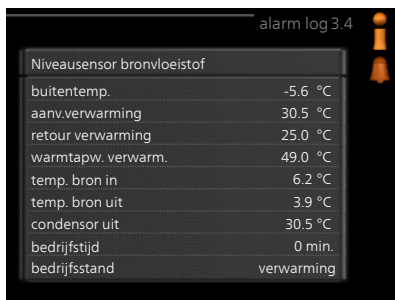 alarm log 3.4
Niveausensor bronvloeistof
buitentemp. -5.6 °C
aanv.verwarming 30.5 °C
retour verwarming 25.0 °C
warmtapw. verwarm. 49.0 °C
temp. bron in 6.2 °C
temp. bron uit 3.9 °C
condensor uit 30.5 °C
bedrijfstijd 0 min.
bedrijfsstand verwarming